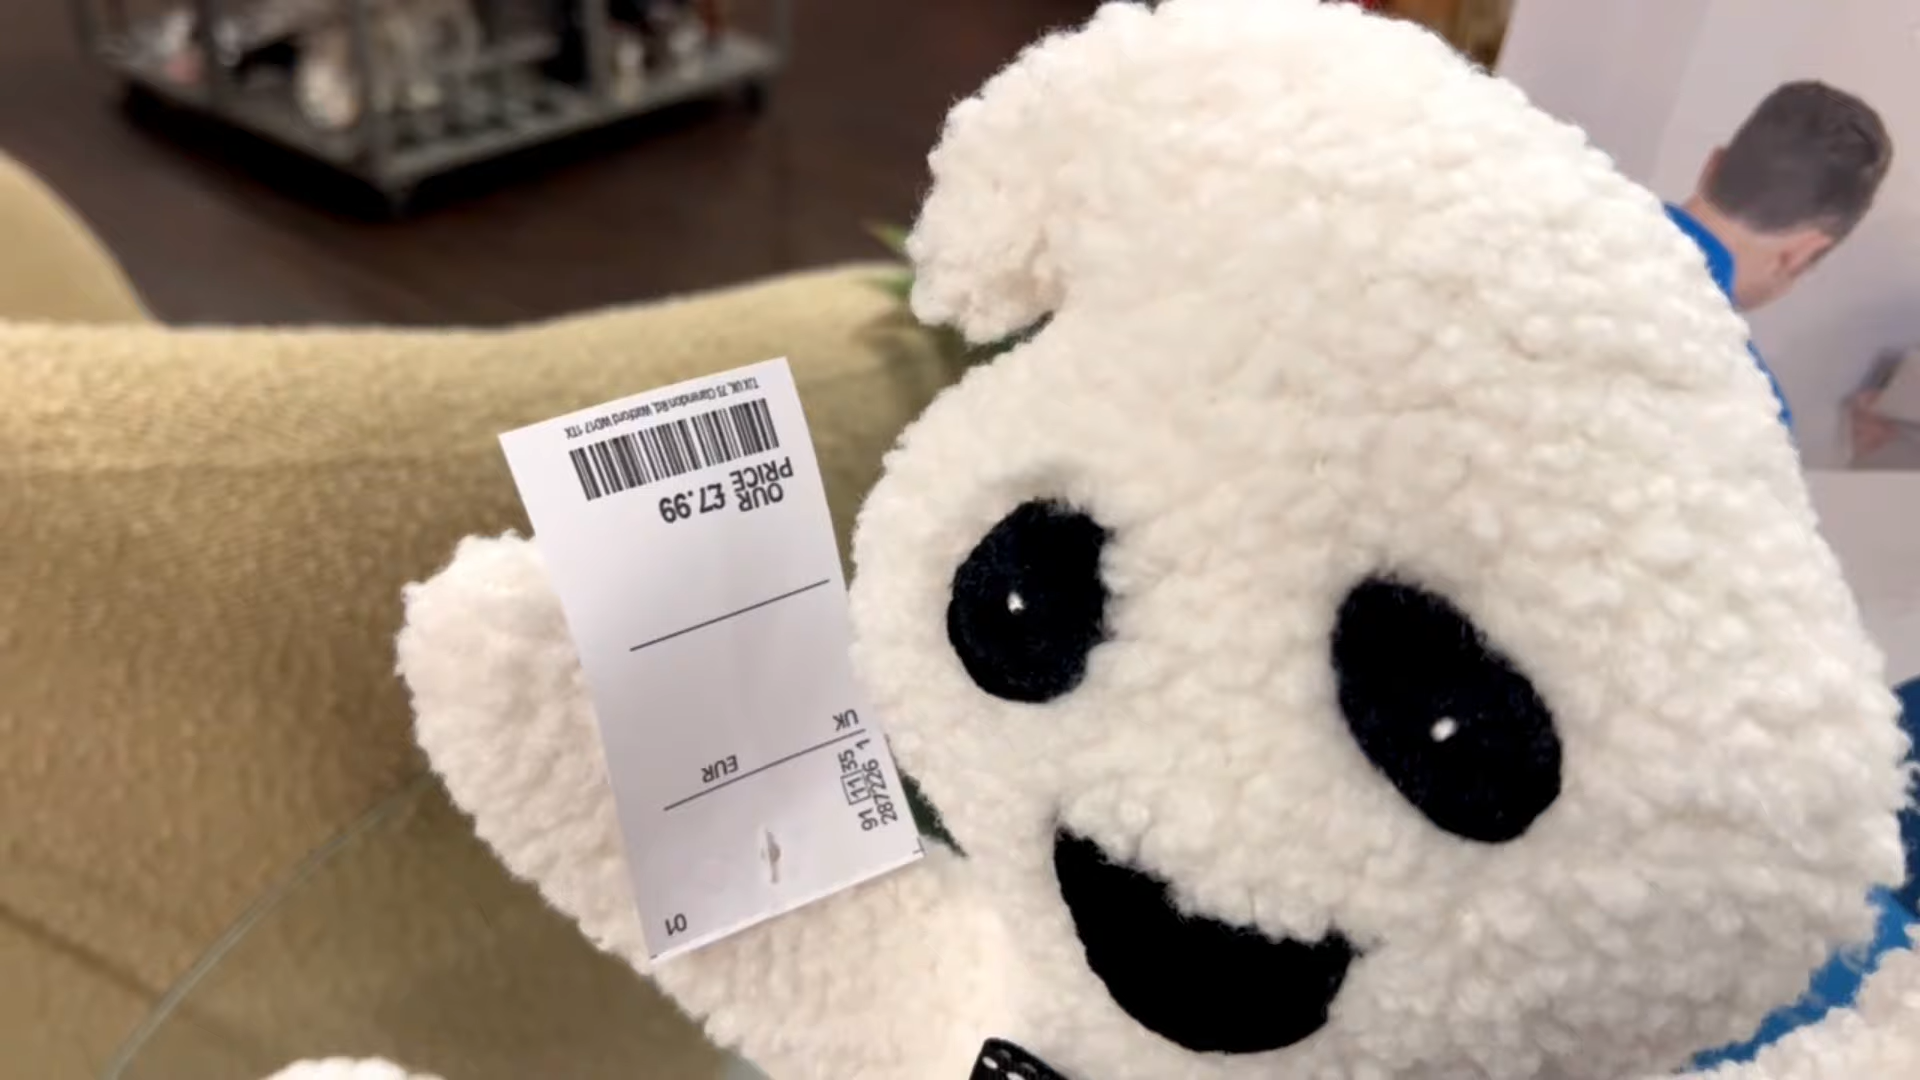 01
91 11 55
287226 1
UK EUR
OUR PRICE £7.99
TJX UK, 73 Clarendon Rd, Watford WD17 1TX